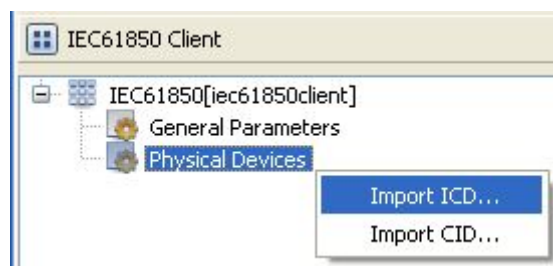 IEC61850 Client
IEC61850[iec61850client]
General Parameters
Physical Devices
Import ICD...
Import CID...